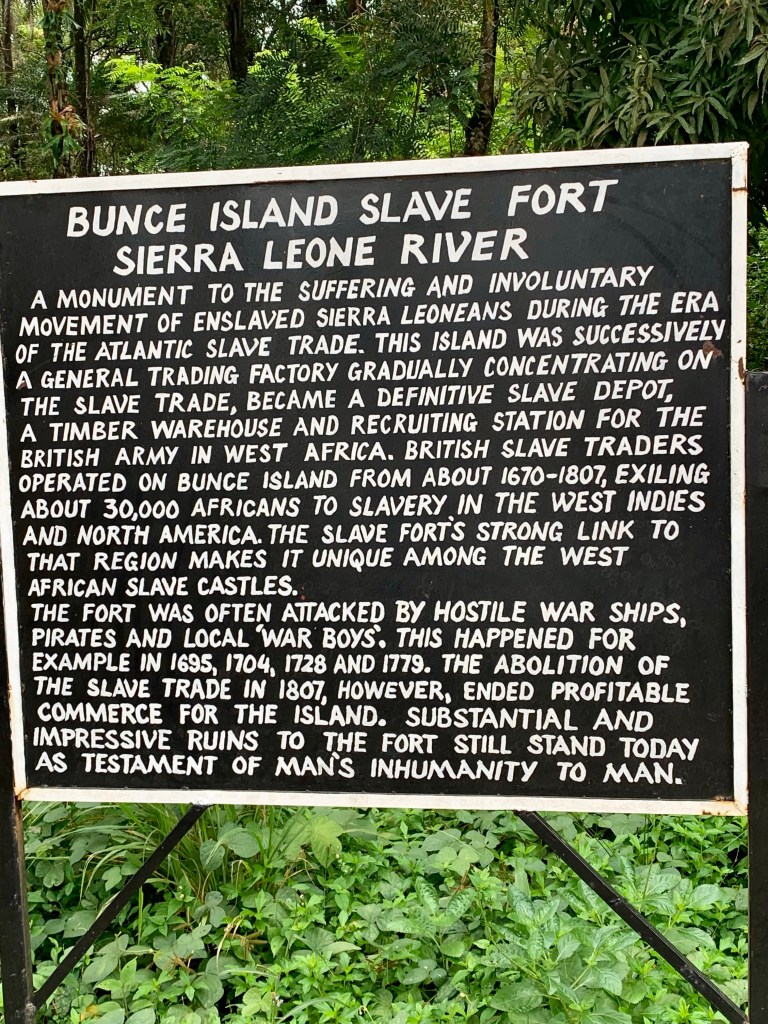 BUNCE ISLAND SLAVE FORT
SIERRA LEONE RIVER
A MONUMENT TO THE SUFFERING AND INVOLUNTARY
MOVEMENT OF ENSLAVED SIERRA LEONEANS DURING THE ERA
OF THE ATLANTIC SLAVE TRADE. THIS ISLAND WAS SUCCESSIVELY
A GENERAL TRADING FACTORY GRADUALLY CONCENTRATING ON
THE SLAVE TRADE, BECAME A DEFINITIVE SLAVE DEPOT,
A TIMBER WAREHOUSE AND RECRUITING STATION FOR THE
BRITISH ARMY IN WEST AFRICA. BRITISH SLAVE TRADERS
OPERATED ON BUNCE ISLAND FROM ABOUT 1670-1807, EXILING
ABOUT 30,000 AFRICANS TO SLAVERY IN THE WEST INDIES
AND NORTH AMERICA. THE SLAVE FORT'S STRONG LINK TO
THAT REGION MAKES IT UNIQUE AMONG THE WEST
AFRICAN SLAVE CASTLES.
THE FORT WAS OFTEN ATTACKED BY HOSTILE WAR SHIPS,
PIRATES AND LOCAL 'WAR BOYS'. THIS HAPPENED FOR
EXAMPLE IN 1695, 1704, 1728 AND 1779. THE ABOLITION OF
THE SLAVE TRADE IN 1807, HOWEVER, ENDED PROFITABLE
COMMERCE FOR THE ISLAND. SUBSTANTIAL AND
IMPRESSIVE RUINS TO THE FORT STILL STAND TODAY
AS TESTAMENT OF MAN'S INHUMANITY TO MAN.